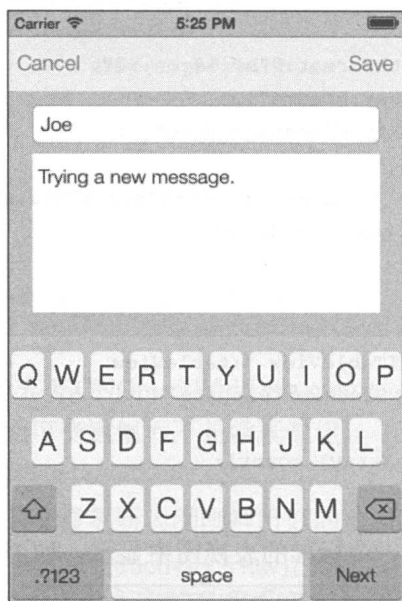 Carrier 5:25 PM
Cancel Save
Joe
Trying a new message.
Q W E R T Y U I O P
A S D F G H J K L
Z X C V B N M
.?123 space Next